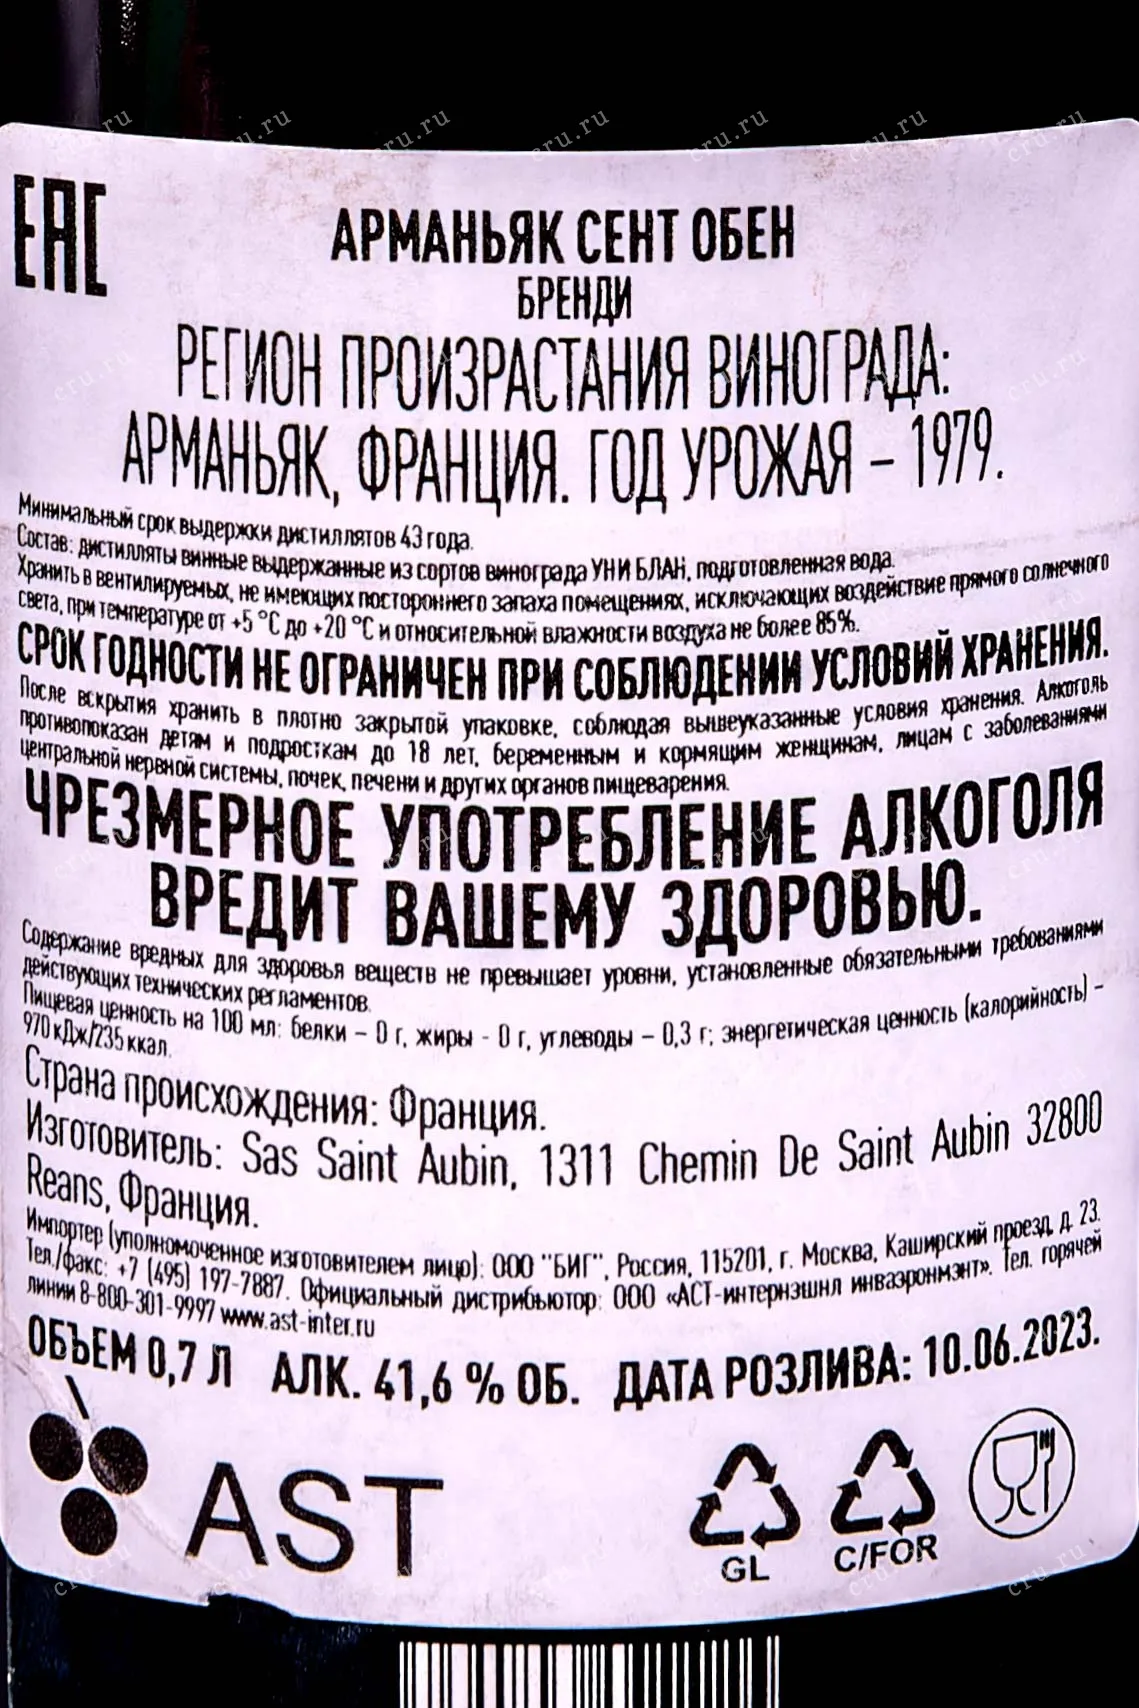 EAC
АРМАНЬЯК СЕНТ ОБЕН
БРЕНДИ
РЕГИОН ПРОИЗРАСТАНИЯ ВИНОГРАДА:
АРМАНЬЯК, ФРАНЦИЯ. ГОД УРОЖАЯ – 1979.
Минимальный срок выдержки дистиллятов 43 года.
Состав: дистилляты винные выдержанные из сортов винограда УНИ БЛАН, подготовленная вода.
Хранить в вентилируемых, не имеющих постороннего запаха помещениях, исключающих воздействие прямого солнечного
света, при температуре от +5 °С до +20 °С и относительной влажности воздуха не более 85%.
СРОК ГОДНОСТИ НЕ ОГРАНИЧЕН ПРИ СОБЛЮДЕНИИ УСЛОВИЙ ХРАНЕНИЯ.
После вскрытия хранить в плотно закрытой упаковке, соблюдая вышеуказанные условия хранения. Алкоголь
противопоказан детям и подросткам до 18 лет, беременным и кормящим женщинам, лицам с заболеваниями
центральной нервной системы, почек, печени и других органов пищеварения.
ЧРЕЗМЕРНОЕ УПОТРЕБЛЕНИЕ АЛКОГОЛЯ
ВРЕДИТ ВАШЕМУ ЗДОРОВЬЮ.
Содержание вредных для здоровья веществ не превышает уровни, установленные обязательными требованиями
действующих технических регламентов.
Пищевая ценность на 100 мл: белки – 0 г, жиры - 0 г, углеводы – 0,3 г; энергетическая ценность (калорийность) –
970 кДж/235 ккал.
Страна происхождения: Франция.
Изготовитель: Sas Saint Aubin, 1311 Chemin De Saint Aubin 32800
Reans, Франция.
Импортер (уполномоченное изготовителем лицо): ООО "БИГ", Россия, 115201, г. Москва, Каширский проезд, д. 23.
Тел./факс: +7 (495) 197-7887. Официальный дистрибьютор: ООО «АСТ-интернэшнл инваэронмэнт». Тел. горячей
линии 8-800-301-9997 www.ast-inter.ru
ОБЪЕМ 0,7 Л АЛК. 41,6 % ОБ. ДАТА РОЗЛИВА: 10.06.2023.
AST
GL
C/FOR
cru.ru